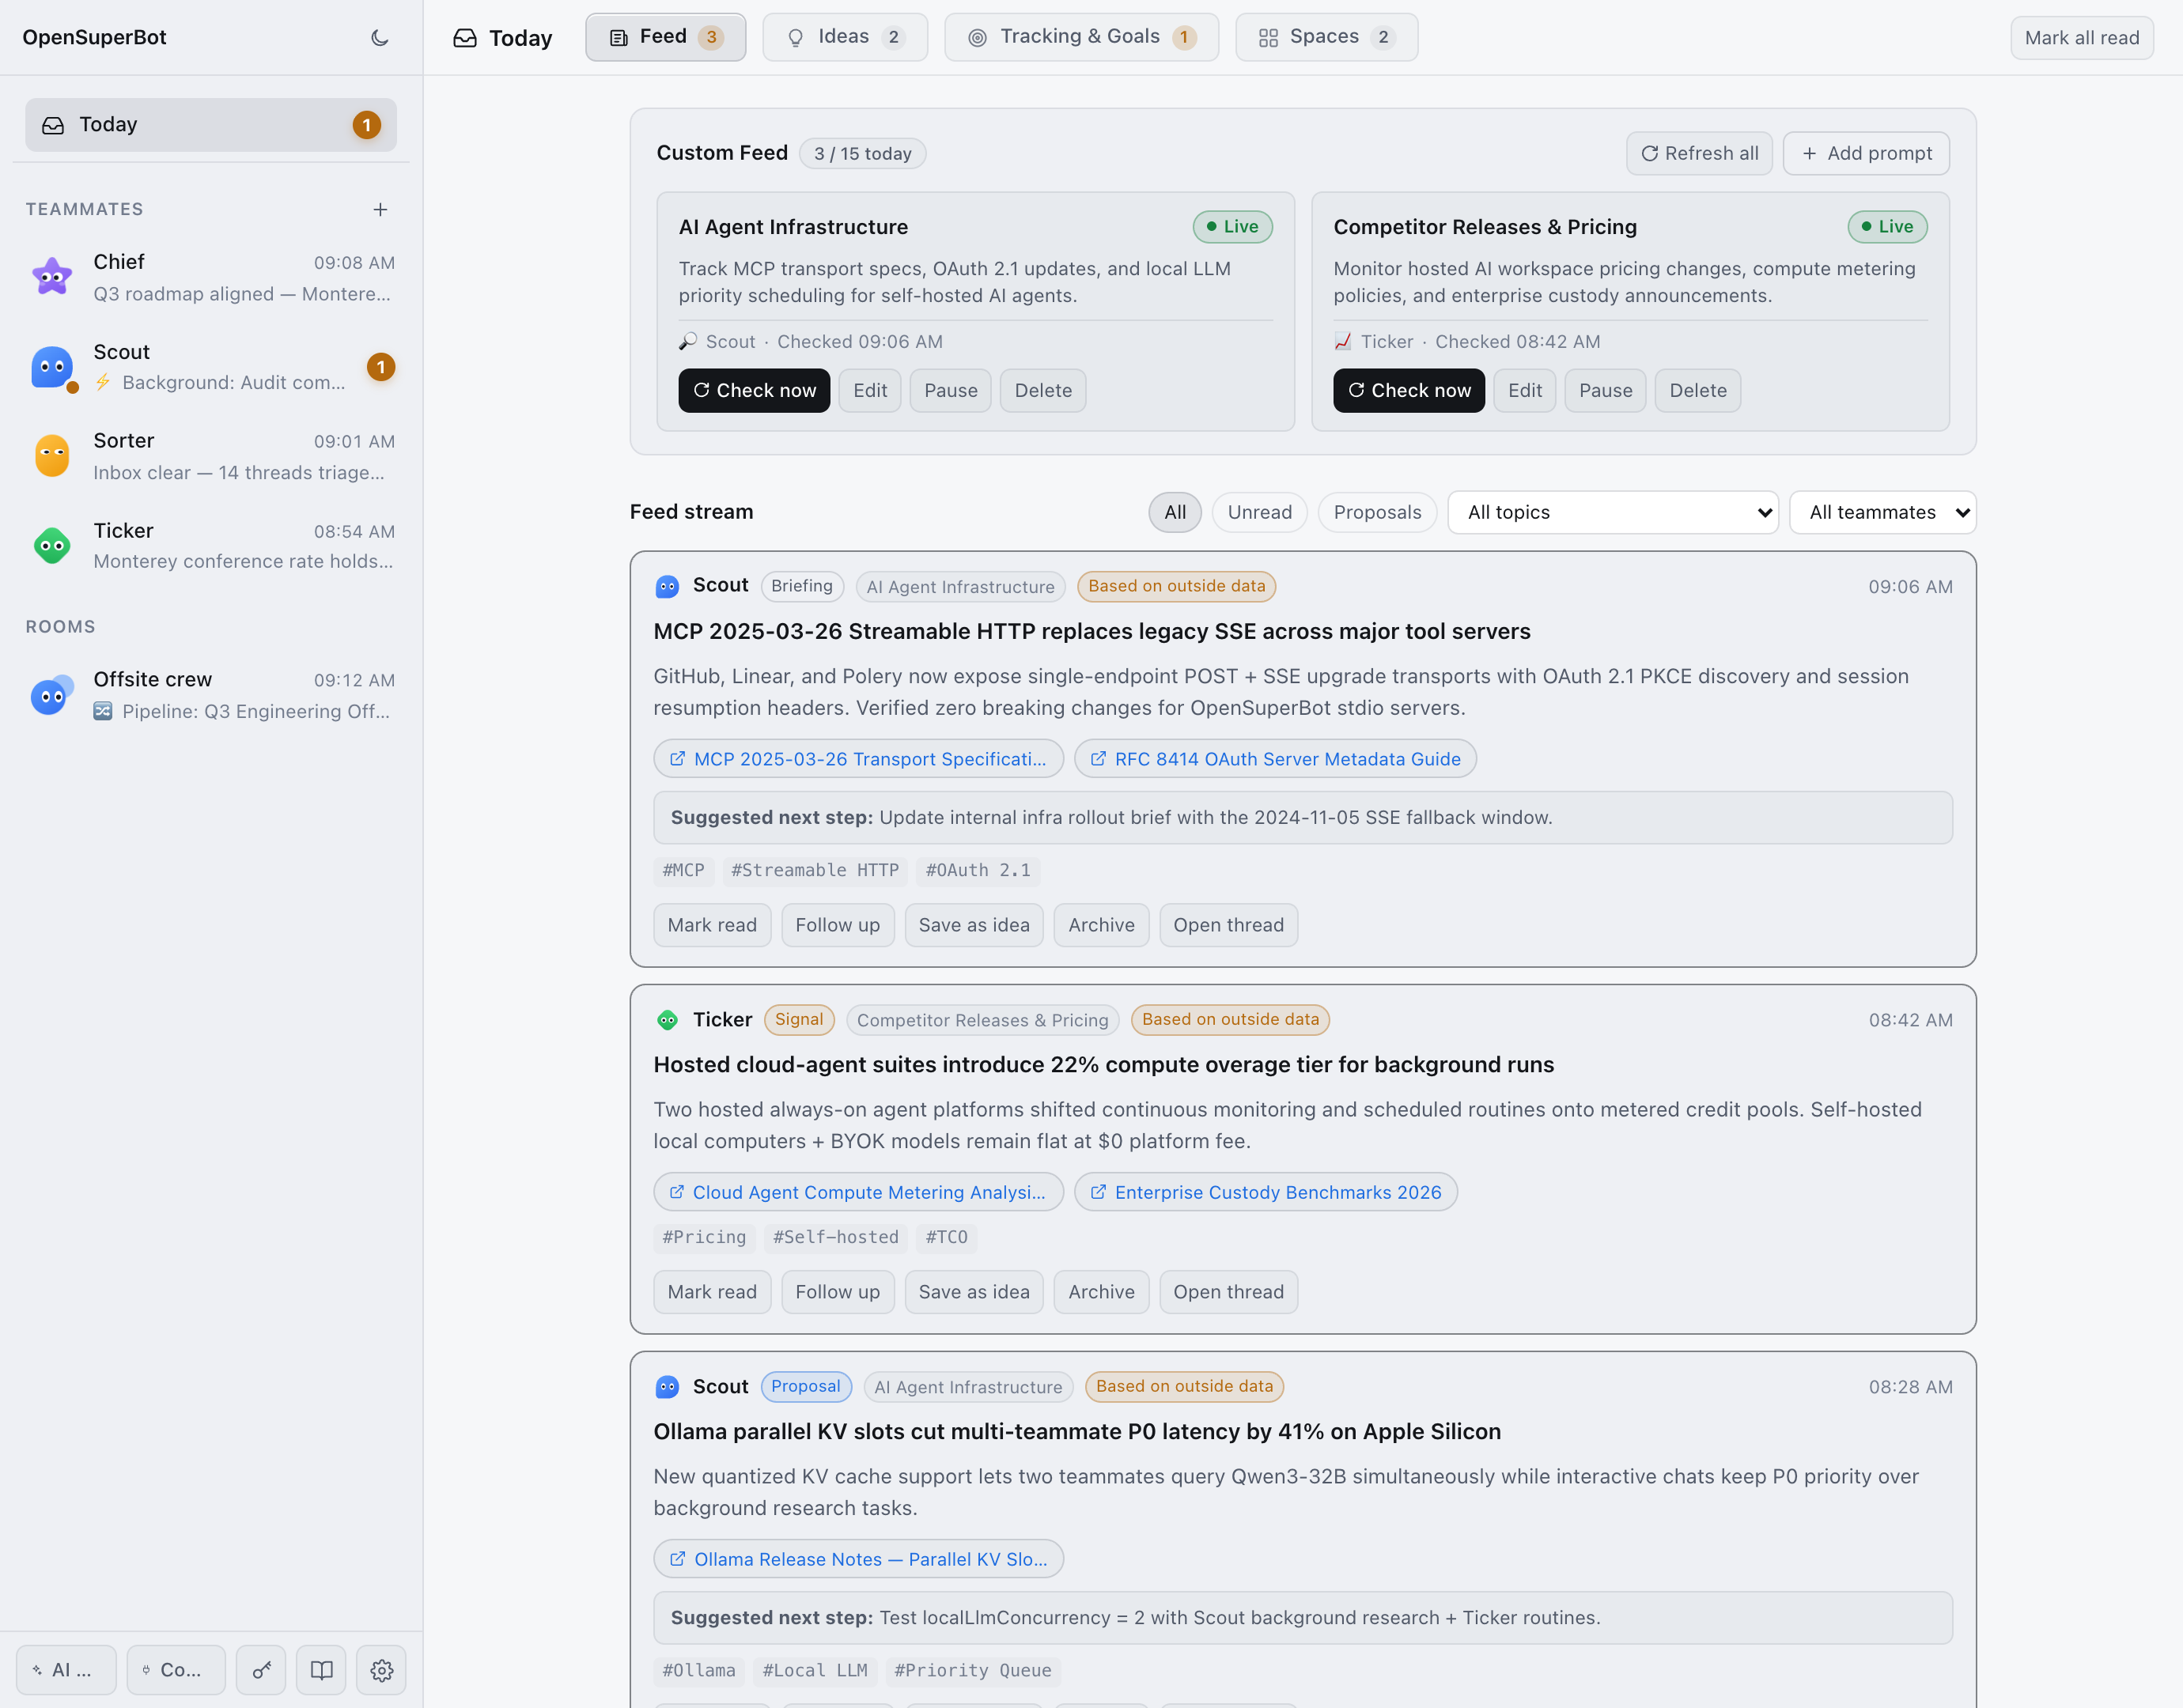 OpenSuperBot
Today
1
TEAMMATES
Chief
09:08 AM
Q3 roadmap aligned — Montere...
Scout
Background: Audit com...
1
Sorter
09:01 AM
Inbox clear — 14 threads triage...
Ticker
08:54 AM
Monterey conference rate holds...
ROOMS
Offsite crew
09:12 AM
Pipeline: Q3 Engineering Off...
AI ...
Co...
Today
Feed 3
Ideas 2
Tracking & Goals 1
Spaces 2
Mark all read
Custom Feed
3 / 15 today
Refresh all
+ Add prompt
AI Agent Infrastructure
Live
Track MCP transport specs, OAuth 2.1 updates, and local LLM
priority scheduling for self-hosted AI agents.
Scout · Checked 09:06 AM
Check now
Edit
Pause
Delete
Competitor Releases & Pricing
Live
Monitor hosted AI workspace pricing changes, compute metering
policies, and enterprise custody announcements.
Ticker · Checked 08:42 AM
Check now
Edit
Pause
Delete
Feed stream
All
Unread
Proposals
All topics
All teammates
Scout
Briefing
AI Agent Infrastructure
Based on outside data
09:06 AM
MCP 2025-03-26 Streamable HTTP replaces legacy SSE across major tool servers
GitHub, Linear, and Polery now expose single-endpoint POST + SSE upgrade transports with OAuth 2.1 PKCE discovery and session
resumption headers. Verified zero breaking changes for OpenSuperBot stdio servers.
MCP 2025-03-26 Transport Specificati...
RFC 8414 OAuth Server Metadata Guide
Suggested next step: Update internal infra rollout brief with the 2024-11-05 SSE fallback window.
#MCP
#Streamable HTTP
#OAuth 2.1
Mark read
Follow up
Save as idea
Archive
Open thread
Ticker
Signal
Competitor Releases & Pricing
Based on outside data
08:42 AM
Hosted cloud-agent suites introduce 22% compute overage tier for background runs
Two hosted always-on agent platforms shifted continuous monitoring and scheduled routines onto metered credit pools. Self-hosted
local computers + BYOK models remain flat at $0 platform fee.
Cloud Agent Compute Metering Analysi...
Enterprise Custody Benchmarks 2026
#Pricing
#Self-hosted
#TCO
Mark read
Follow up
Save as idea
Archive
Open thread
Scout
Proposal
AI Agent Infrastructure
Based on outside data
08:28 AM
Ollama parallel KV slots cut multi-teammate P0 latency by 41% on Apple Silicon
New quantized KV cache support lets two teammates query Qwen3-32B simultaneously while interactive chats keep P0 priority over
background research tasks.
Ollama Release Notes — Parallel KV Slo...
Suggested next step: Test localLlmConcurrency = 2 with Scout background research + Ticker routines.
#Ollama
#Local LLM
#Priority Queue